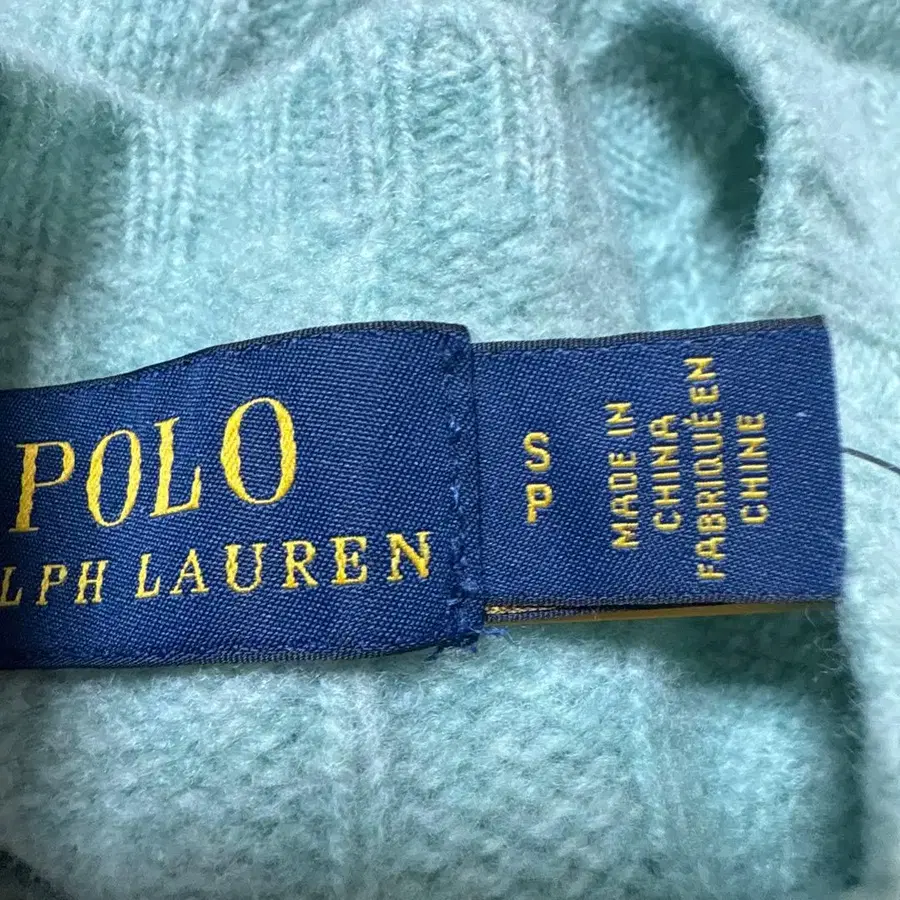 POLO
LPH LAUREN
S
P
MADE IN
CHINA
FABRIQUÉ EN
CHINE